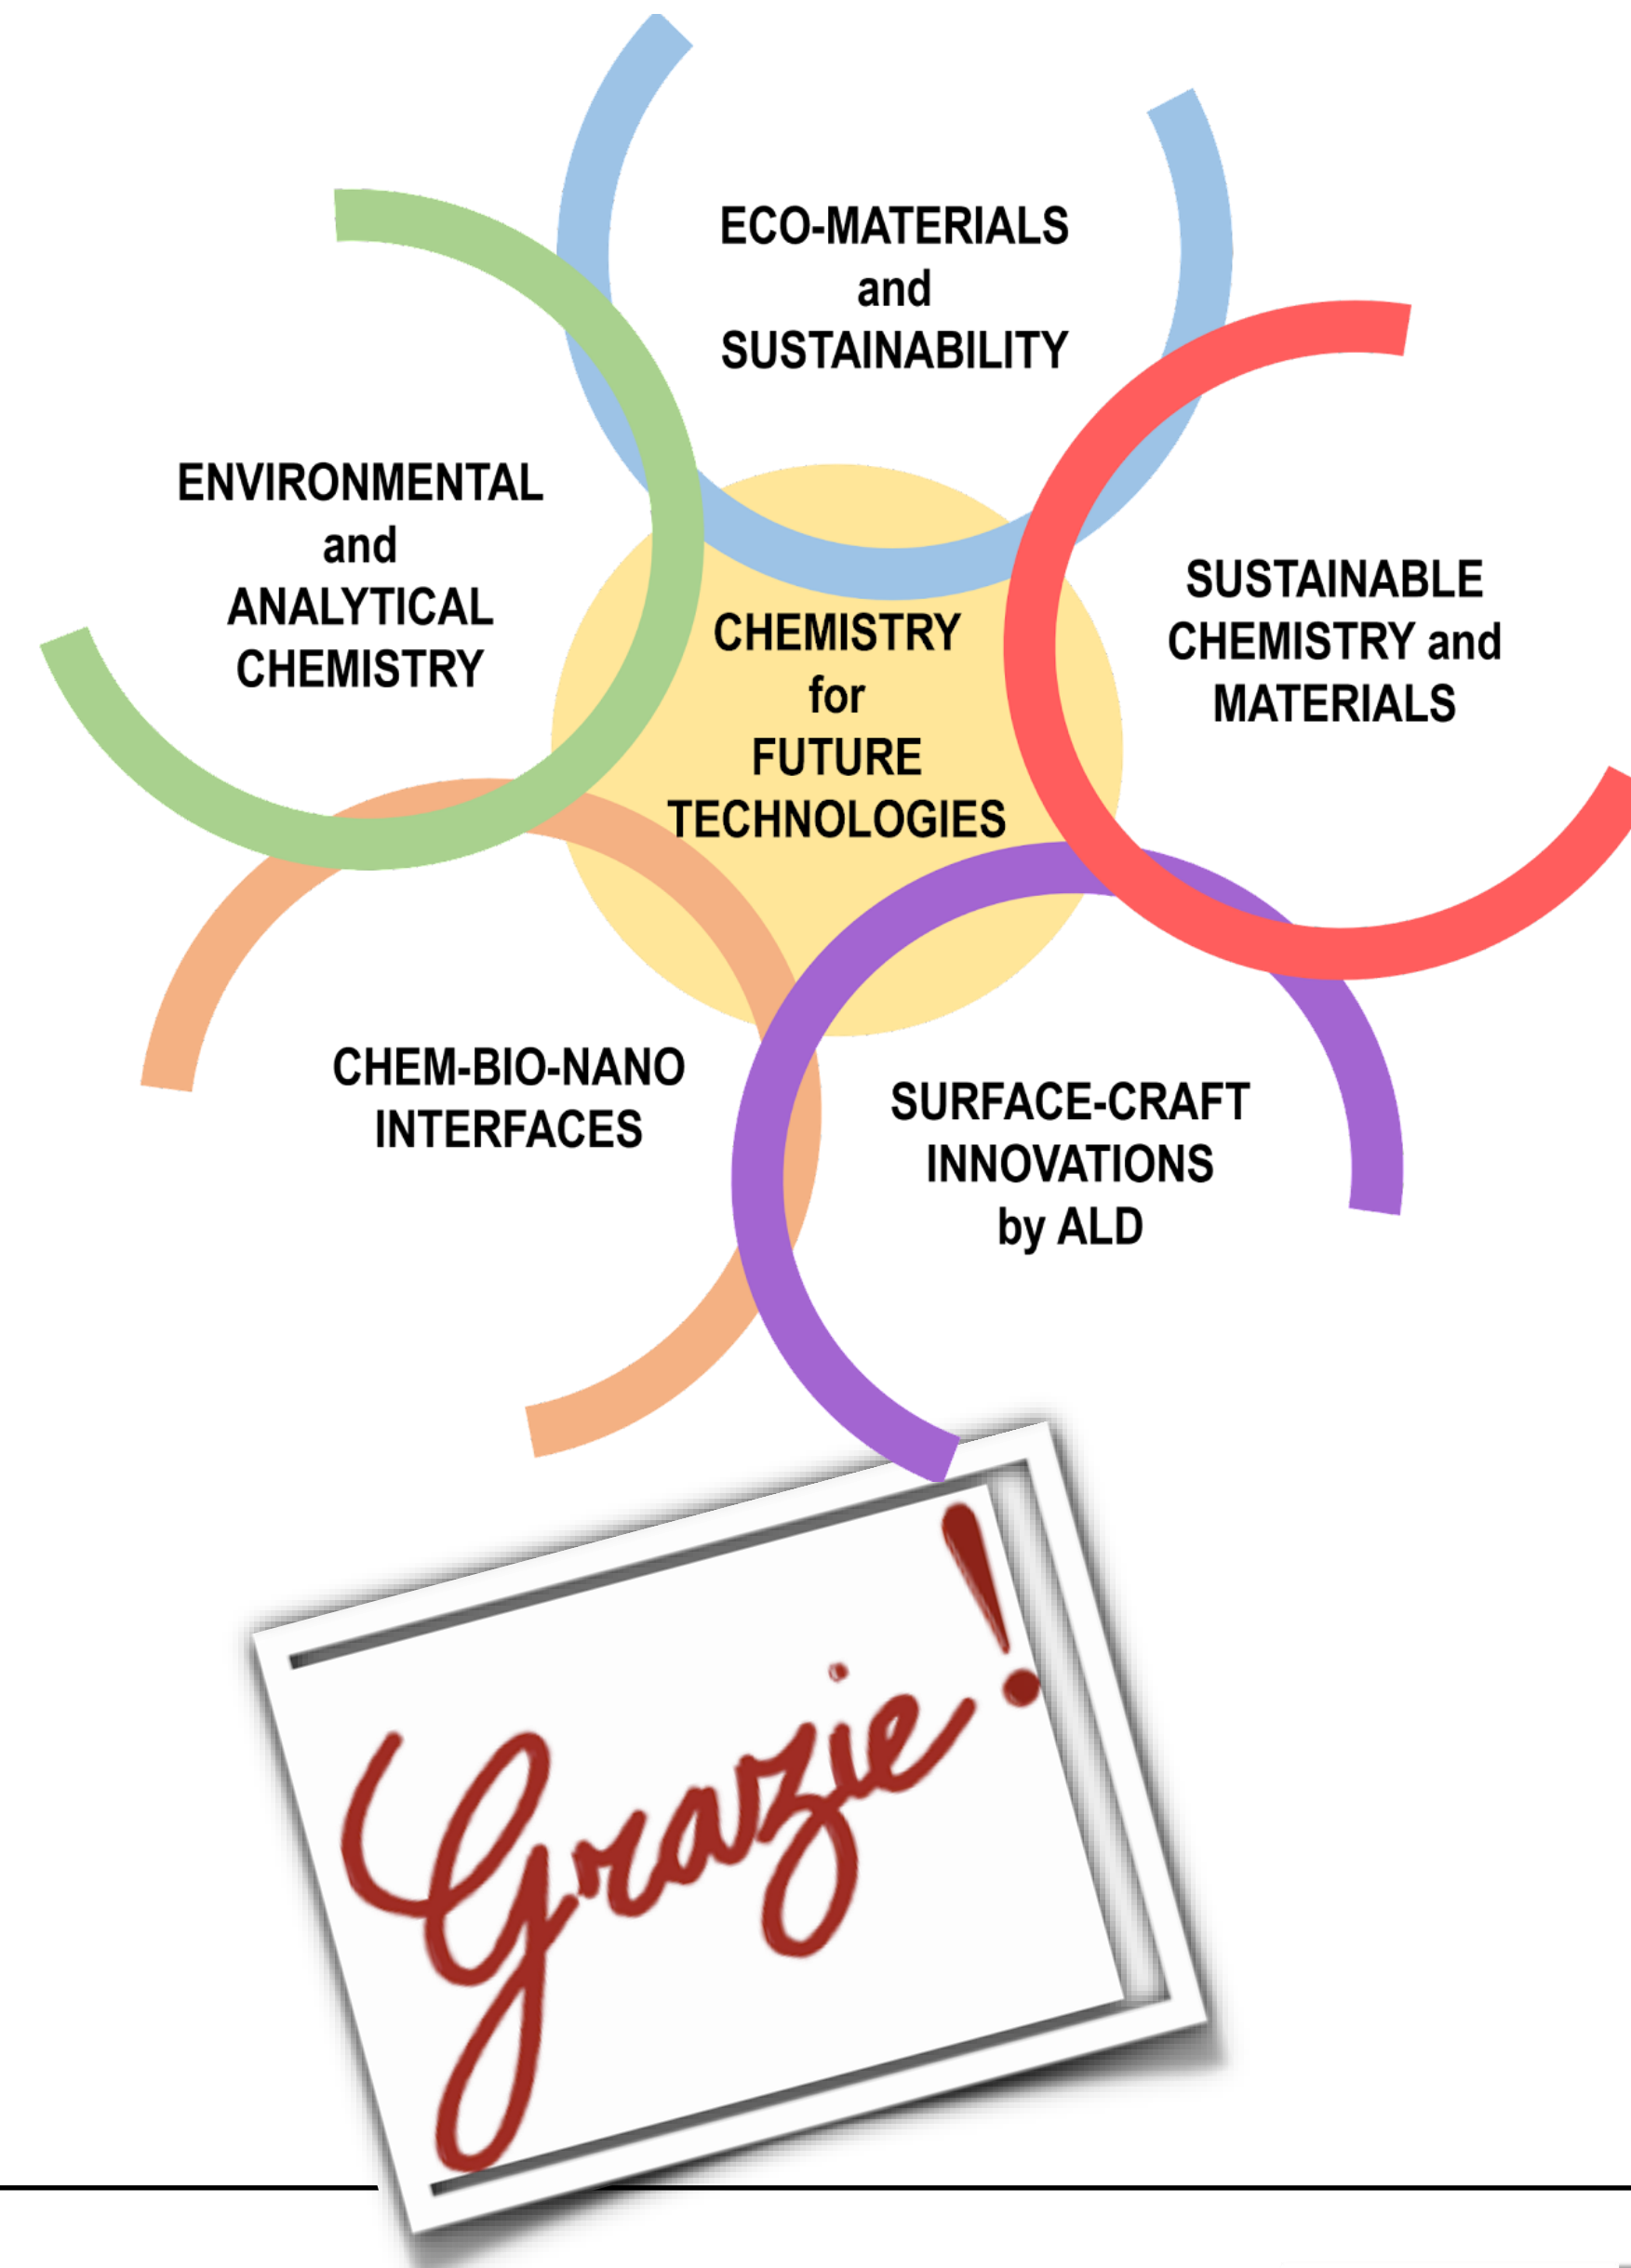 ECO-MATERIALS
and
SUSTAINABILITY
ENVIRONMENTAL
and
ANALYTICAL
CHEMISTRY
SUSTAINABLE
CHEMISTRY and
MATERIALS
CHEMISTRY
for
FUTURE
TECHNOLOGIES
CHEM-BIO-NANO
INTERFACES
SURFACE-CRAFT
INNOVATIONS
by ALD
Grazie!